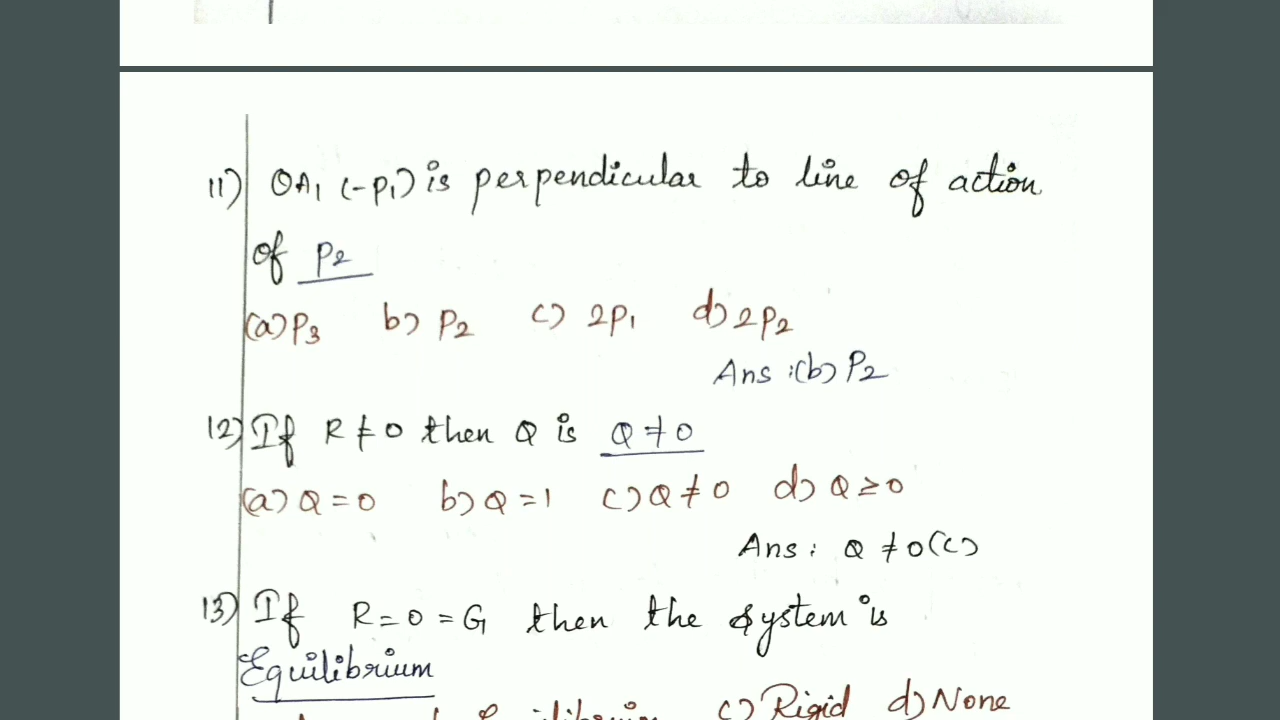 11) OA₁ (-P₁) is perpendicular to line of action
of P₂
(a) P₃ b) P₂ c) 2P₁ d) 2P₂
Ans :(b) P₂
12) If R ≠ 0 then Q is Q ≠ 0
(a) Q = 0 b) Q = 1 c) Q ≠ 0 d) Q ≥ 0
Ans : Q ≠ 0 (c)
13) If R = 0 = G then the system is
Equilibrium
c) Rigid d) None